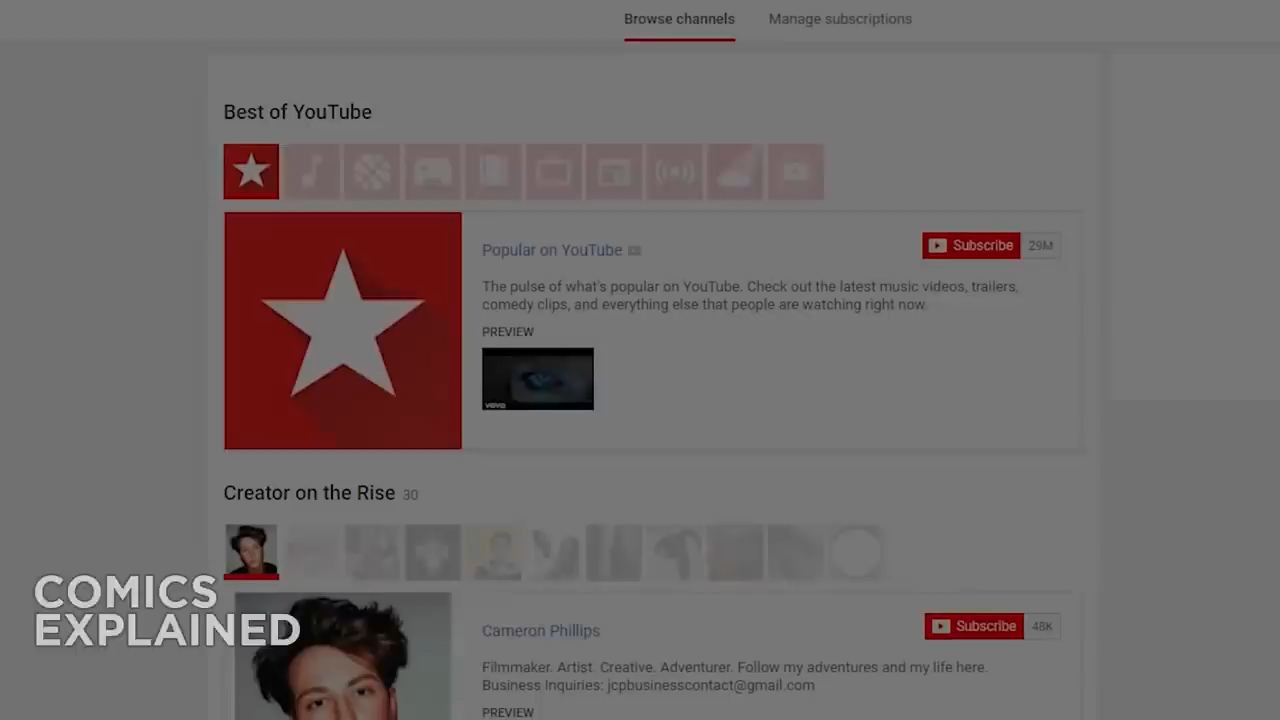 Browse channels
Manage subscriptions
Best of YouTube
Popular on YouTube
Subscribe 29M
The pulse of what's popular on YouTube. Check out the latest music videos, trailers,
comedy clips, and everything else that people are watching right now.
PREVIEW
vevo
Creator on the Rise 30
COMICS
EXPLAINED
Cameron Phillips
Subscribe 48K
Filmmaker. Artist. Creative. Adventurer. Follow my adventures and my life here.
Business Inquiries: jcpbusinesscontact@gmail.com
PREVIEW